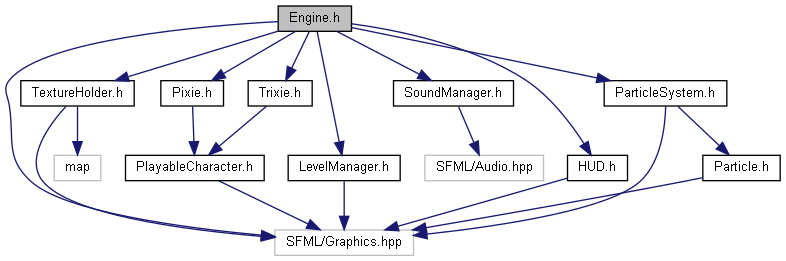 Engine.h
TextureHolder.h
Pixie.h
Trixie.h
SoundManager.h
ParticleSystem.h
map
PlayableCharacter.h
LevelManager.h
SFML/Audio.hpp
HUD.h
Particle.h
SFML/Graphics.hpp